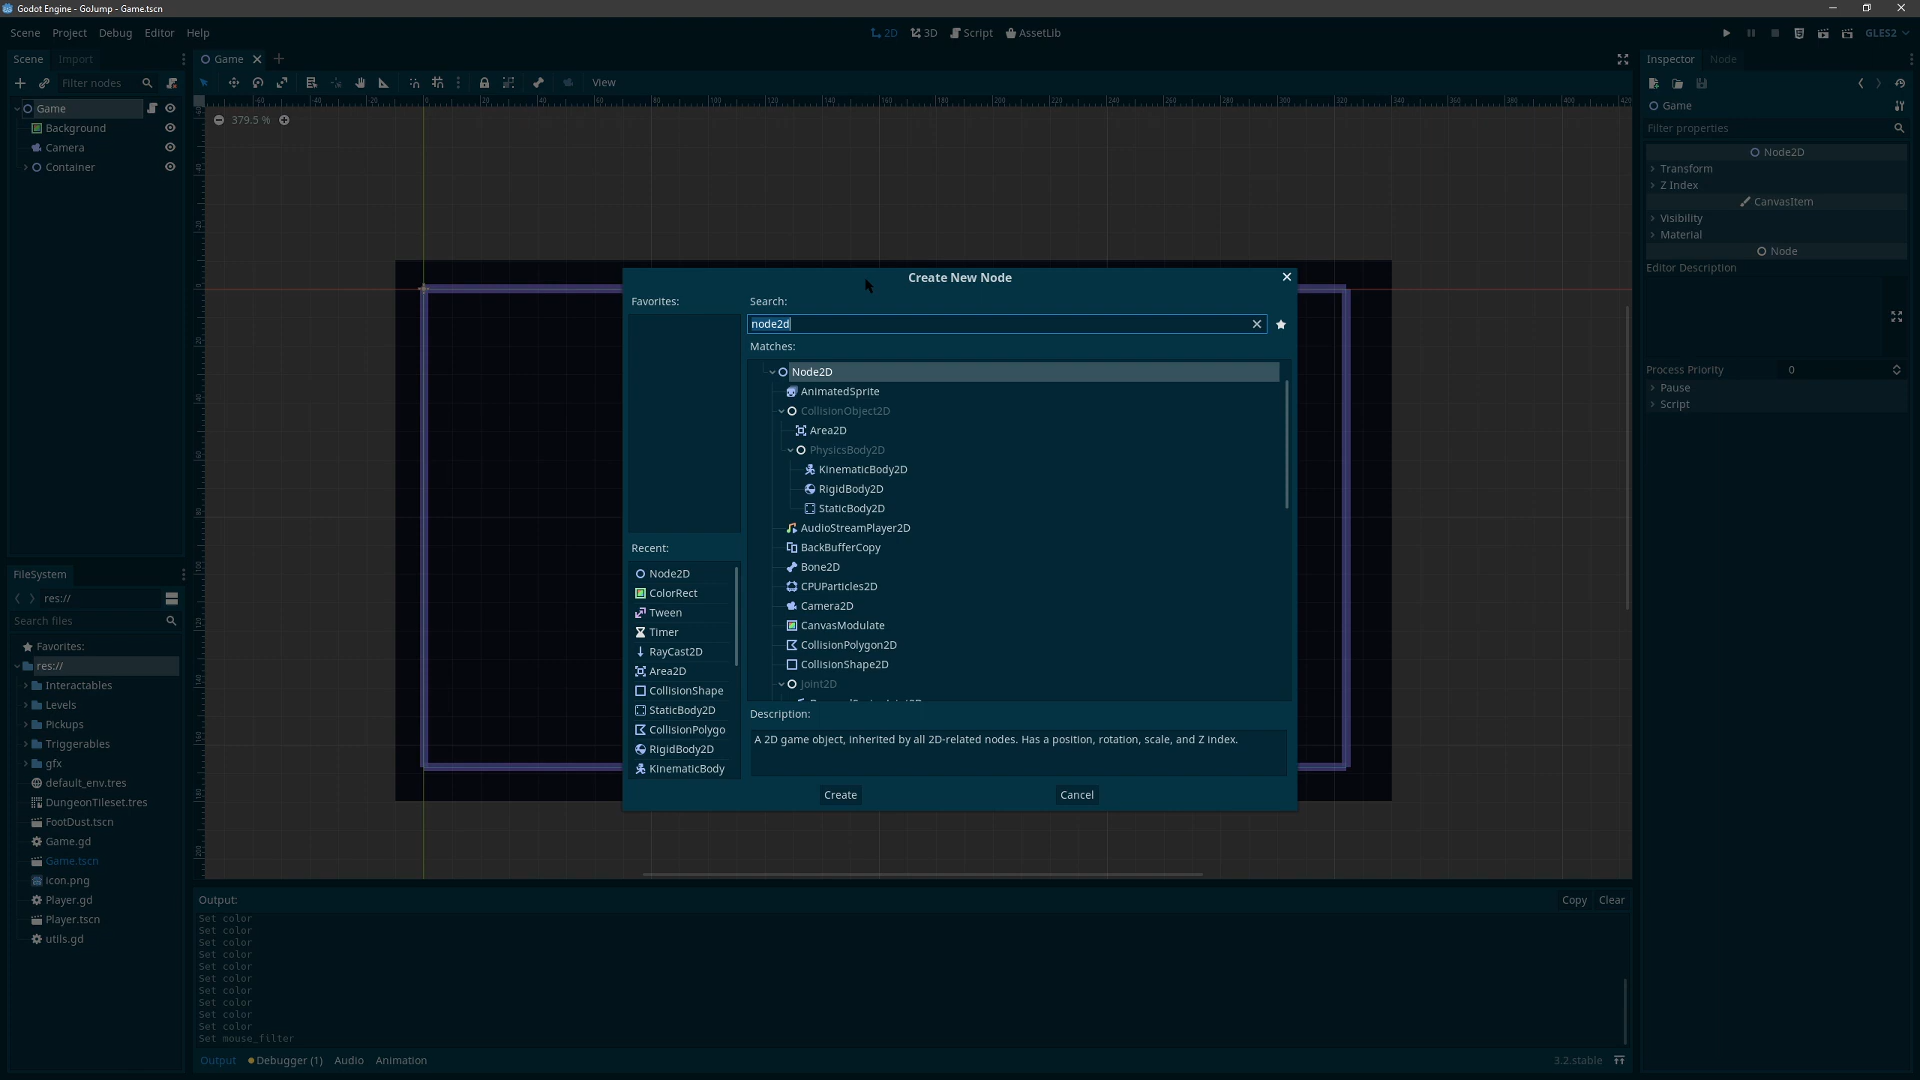 Godot Engine - GoJump - Game.tscn
Scene Project Debug Editor Help
2D 3D Script AssetLib
GLES2
Scene Import
Filter nodes
Game
Background
Camera
Container
Game
View
379.5 %
Create New Node
Favorites:
Search:
node2d
Matches:
Node2D
AnimatedSprite
CollisionObject2D
Area2D
PhysicsBody2D
KinematicBody2D
RigidBody2D
StaticBody2D
AudioStreamPlayer2D
BackBufferCopy
Bone2D
CPUParticles2D
Camera2D
CanvasModulate
CollisionPolygon2D
CollisionShape2D
Joint2D
Recent:
Node2D
ColorRect
Tween
Timer
RayCast2D
Area2D
CollisionShape
StaticBody2D
CollisionPolygo
RigidBody2D
KinematicBody
Description:
A 2D game object, inherited by all 2D-related nodes. Has a position, rotation, scale, and Z index.
Create Cancel
FileSystem
res://
Search files
Favorites:
res://
Interactables
Levels
Pickups
Triggerables
gfx
default_env.tres
DungeonTileset.tres
FootDust.tscn
Game.gd
Game.tscn
icon.png
Player.gd
Player.tscn
utils.gd
Output:
Copy Clear
Set color
Set color
Set color
Set color
Set color
Set color
Set color
Set color
Set color
Set color
Set mouse_filter
Output Debugger (1) Audio Animation
3.2.stable
Inspector Node
Game
Filter properties
Node2D
Transform
Z Index
CanvasItem
Visibility
Material
Node
Editor Description
Process Priority 0
Pause
Script